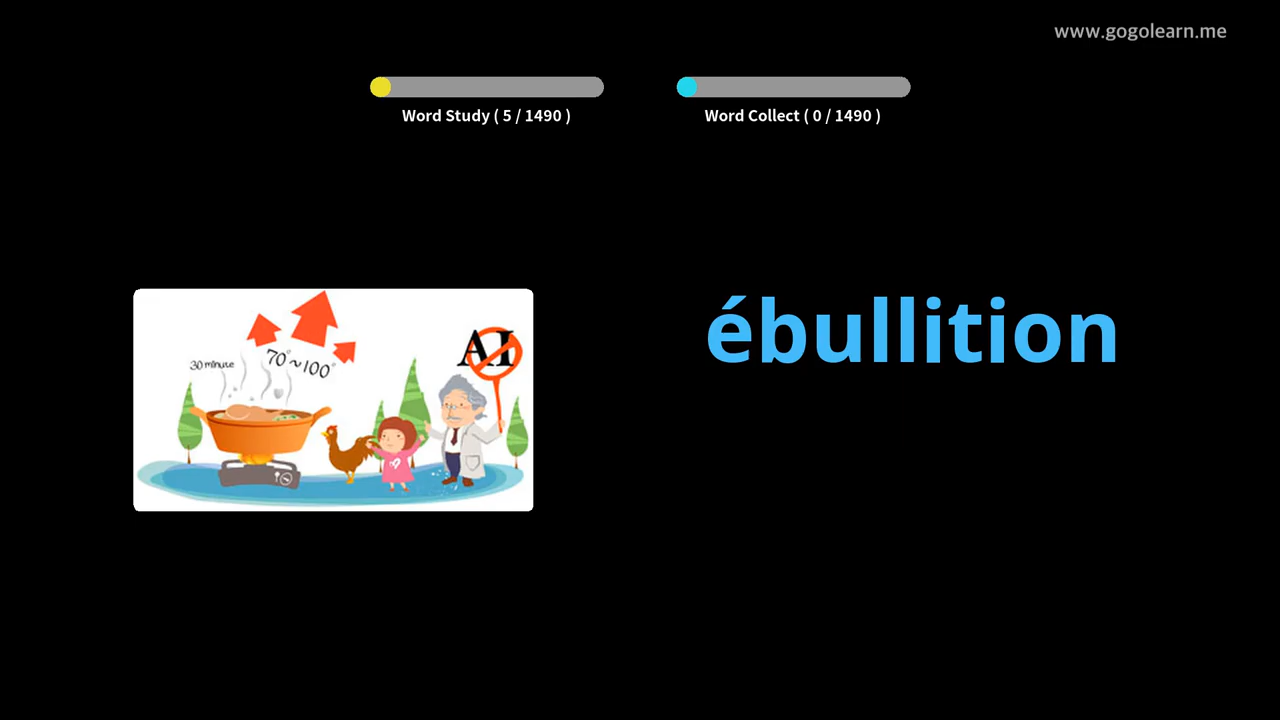 www.gogolearn.me
Word Study ( 5 / 1490 )
Word Collect ( 0 / 1490 )
ébullition
30 minute
70°~100°
AI